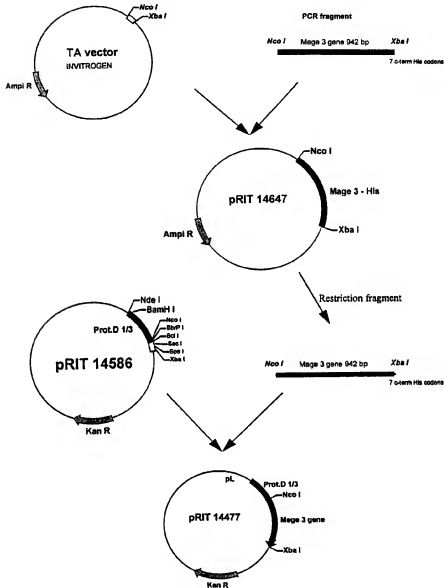 Nco I
Xba I
TA vector
INVITROGEN
Ampi R
PCR fragment
Nco I Mage 3 gene 942 bp Xba I
7 c-term His codons
Nco I
pRIT 14647
Mage 3 - His
Xba I
Ampi R
Restriction fragment
Nde I
BamH I
Prot.D 1/3
Nco I
SbrP I
Bcl I
Sac I
Spe I
Xba I
pRIT 14586
Kan R
Nco I Mage 3 gene 942 bp Xba I
7 c-term His codons
pL
Prot.D 1/3
Nco I
pRIT 14477
Mage 3 gene
Xba I
Kan R